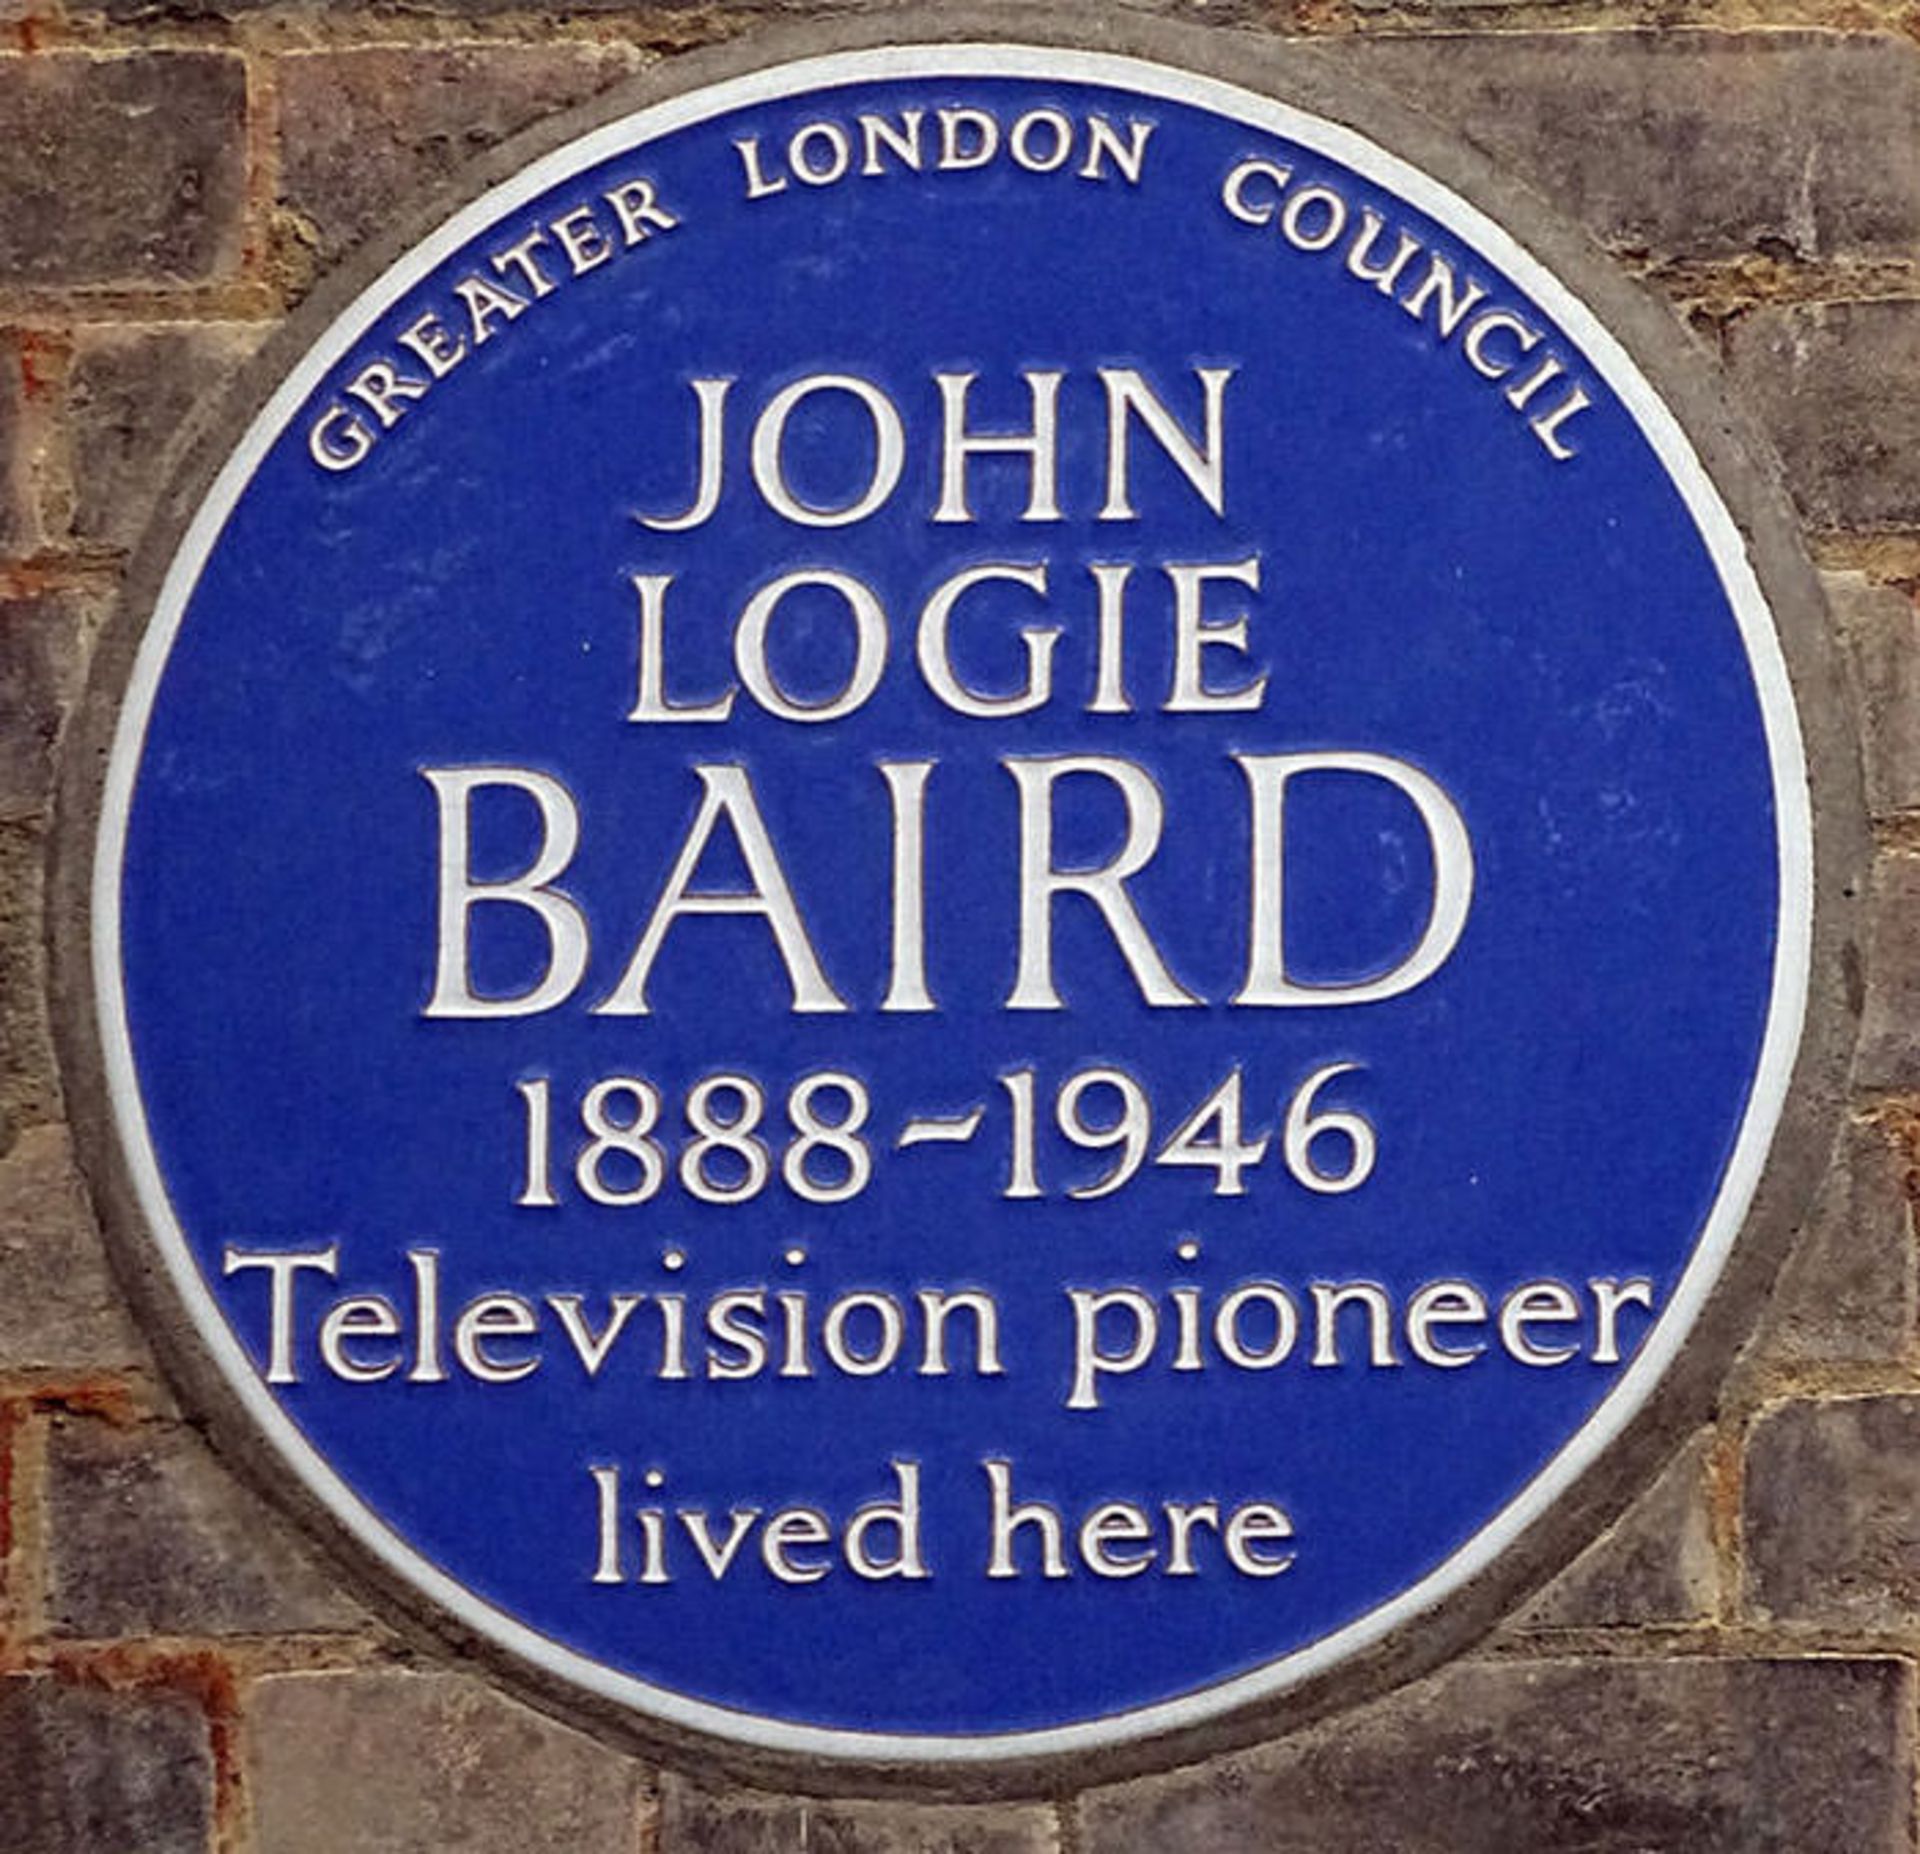 GREATER LONDON COUNCIL
JOHN
LOGIE
BAIRD
1888-1946
Television pioneer
lived here